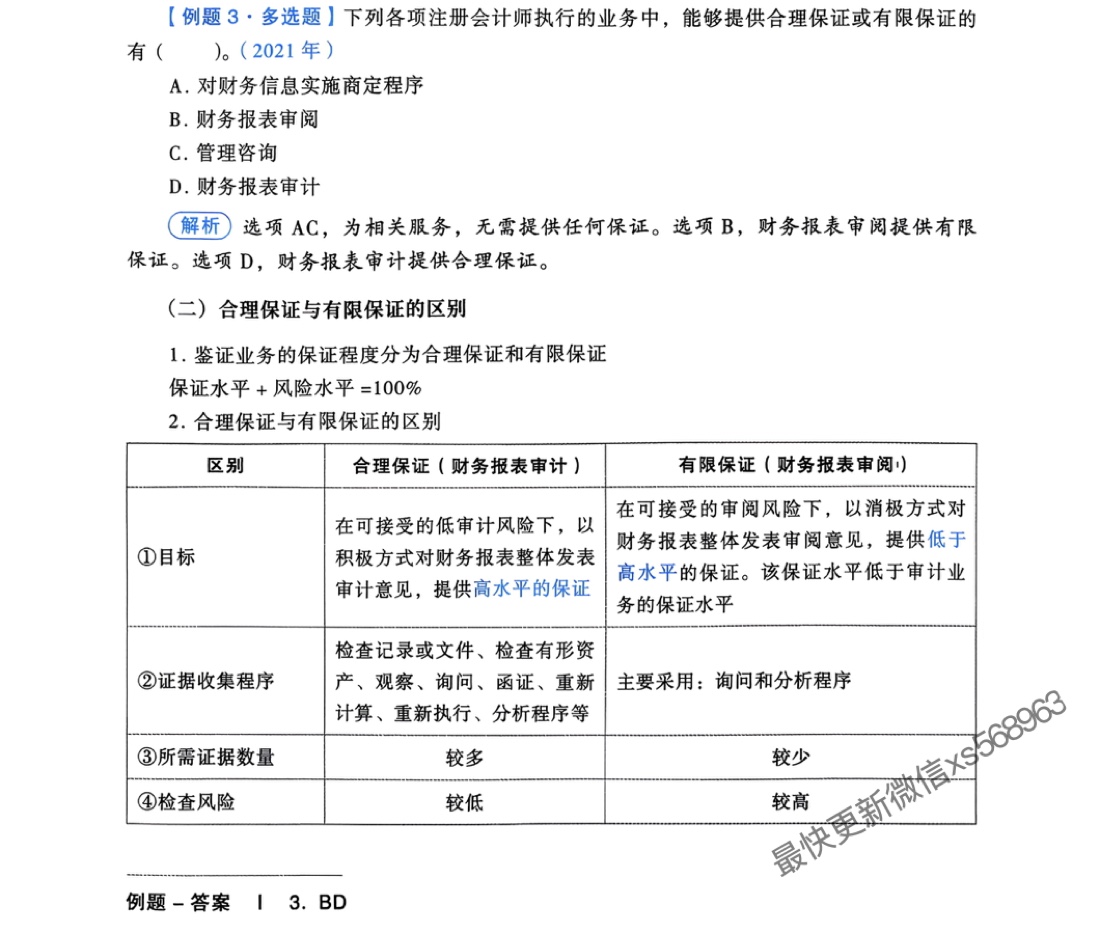 【例题 3·多选题】下列各项注册会计师执行的业务中，能够提供合理保证或有限保证的
有（　　）。（2021 年）
A. 对财务信息实施商定程序
B. 财务报表审阅
C. 管理咨询
D. 财务报表审计
解析 选项 AC，为相关服务，无需提供任何保证。选项 B，财务报表审阅提供有限
保证。选项 D，财务报表审计提供合理保证。
（二）合理保证与有限保证的区别
1. 鉴证业务的保证程度分为合理保证和有限保证
保证水平 + 风险水平 =100%
2. 合理保证与有限保证的区别
区别
合理保证（财务报表审计）
有限保证（财务报表审阅）
①目标
在可接受的低审计风险下，以
积极方式对财务报表整体发表
审计意见，提供高水平的保证
在可接受的审阅风险下，以消极方式对
财务报表整体发表审阅意见，提供低于
高水平的保证。该保证水平低于审计业
务的保证水平
②证据收集程序
检查记录或文件、检查有形资
产、观察、询问、函证、重新
计算、重新执行、分析程序等
主要采用：询问和分析程序
③所需证据数量
较多
较少
④检查风险
较低
较高
最快更新微信xs568963
例题 – 答案 | 3. BD